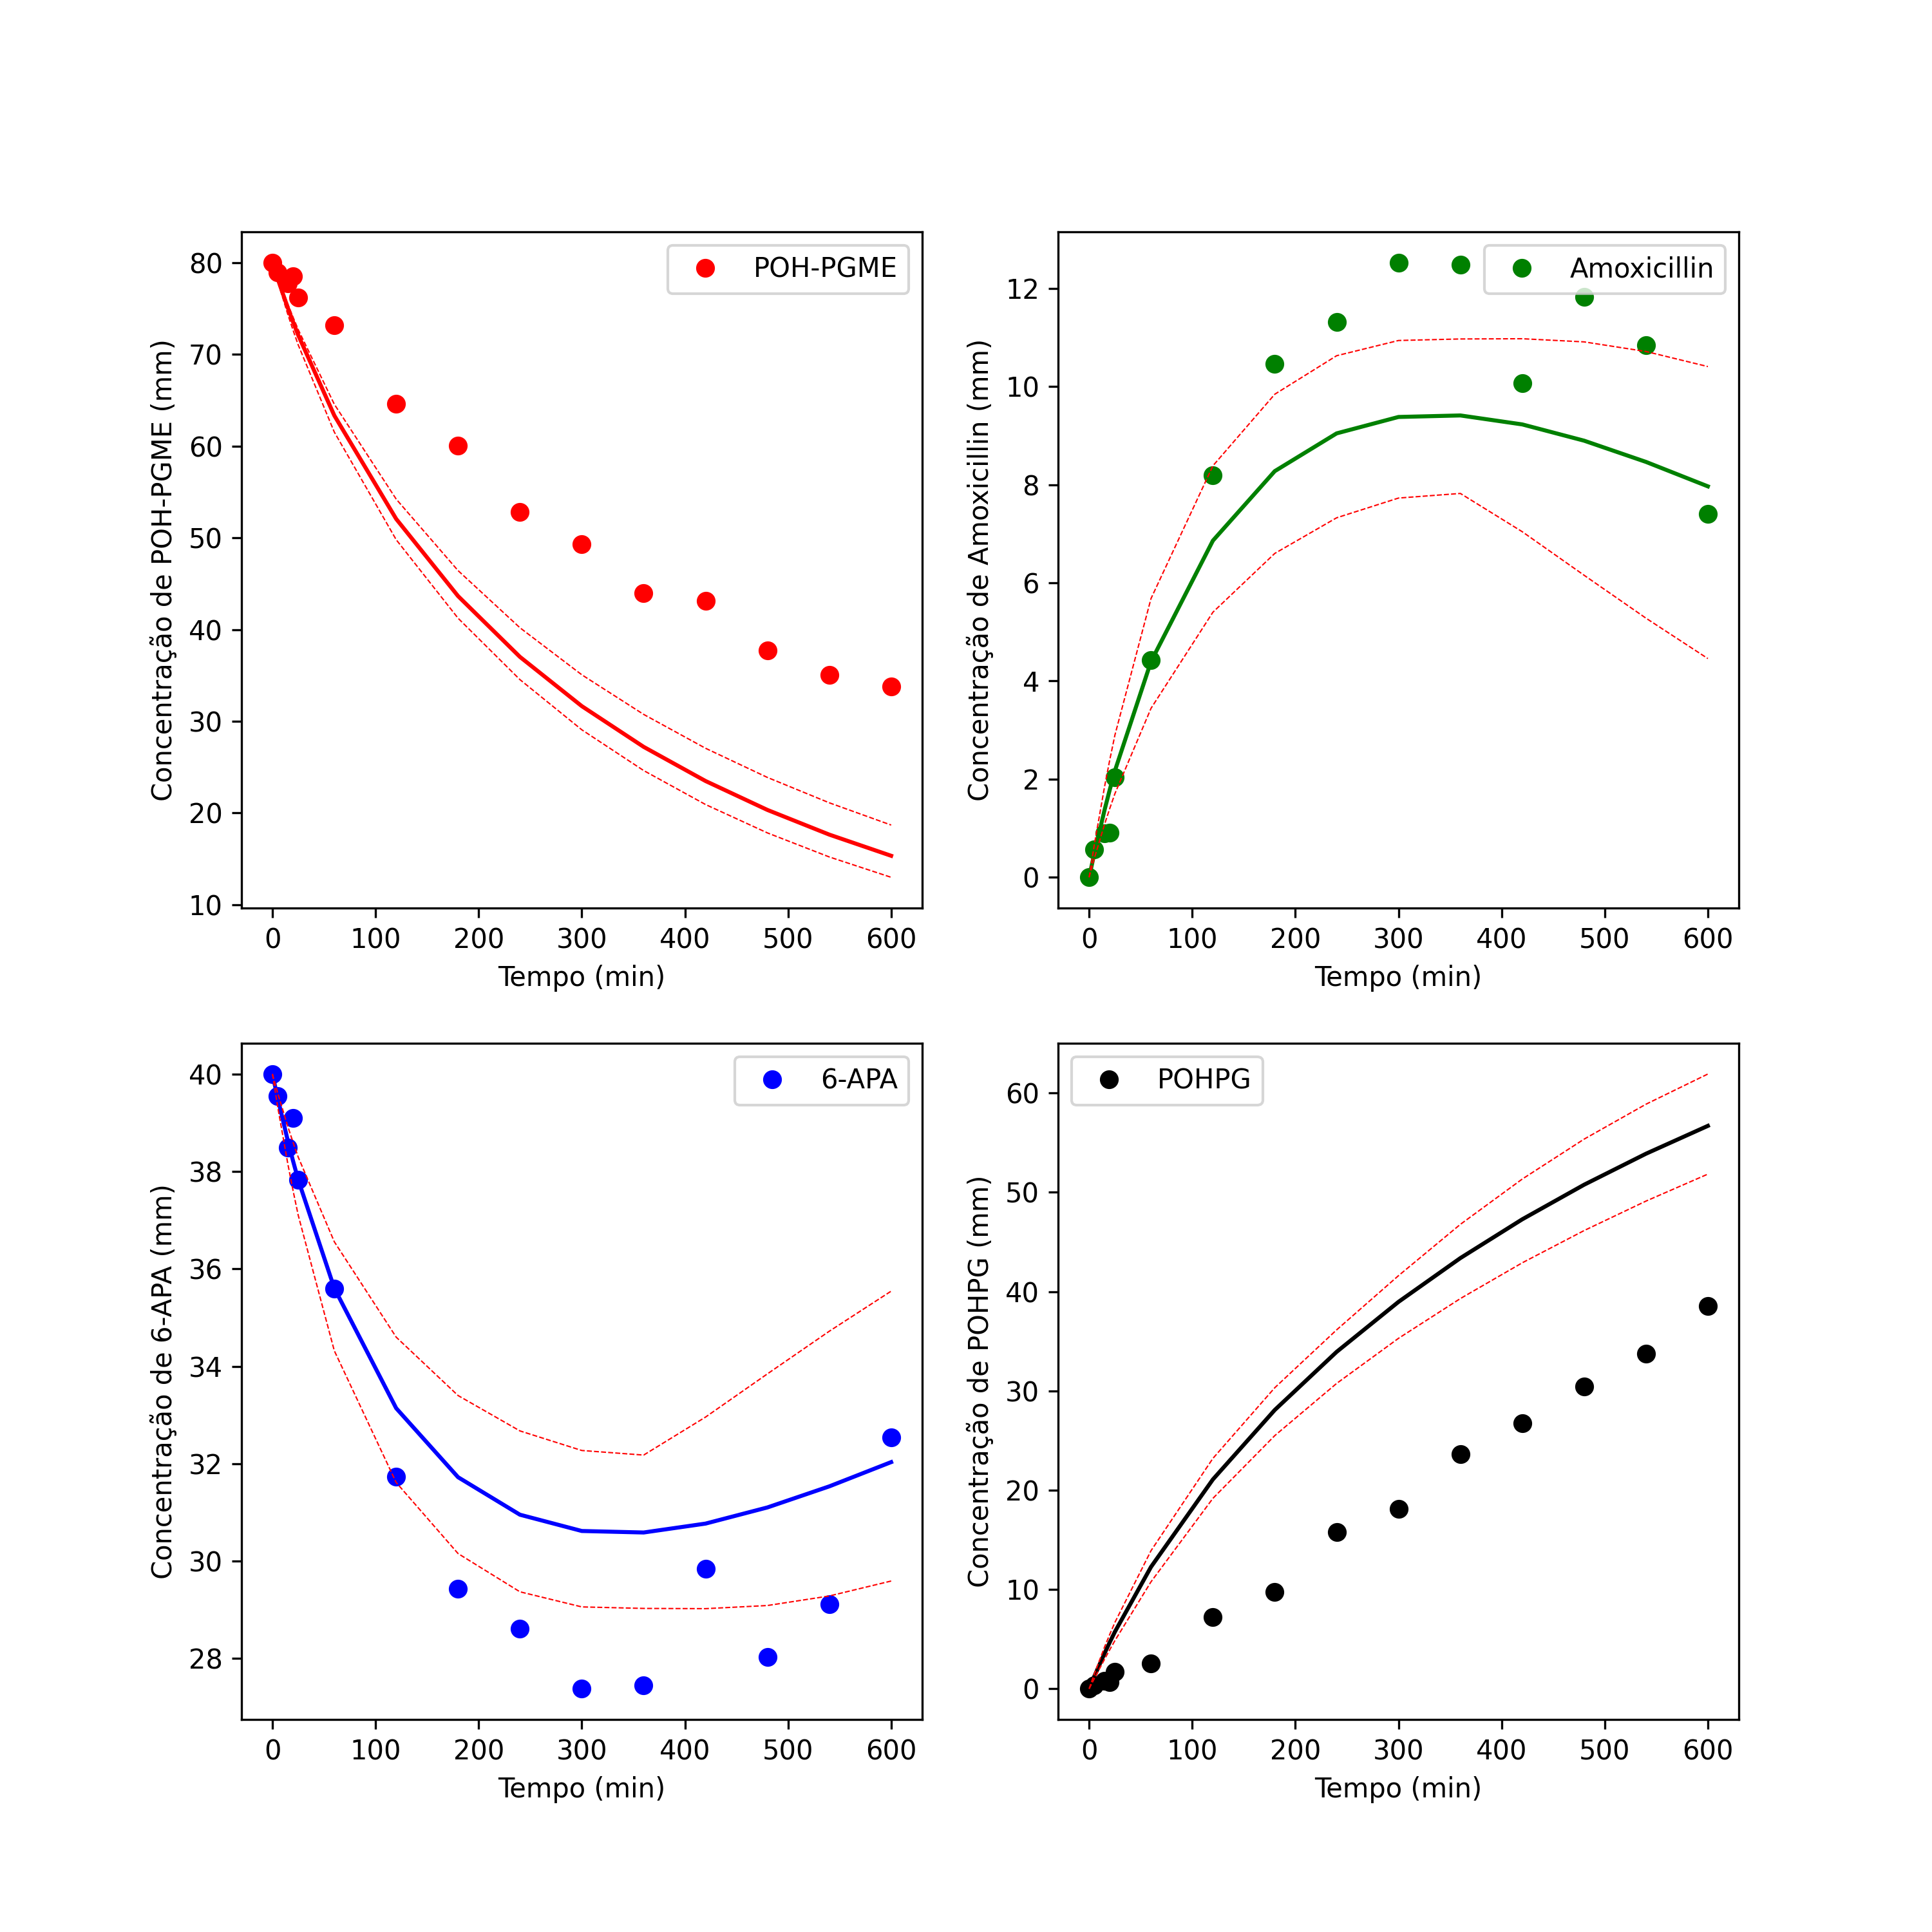 POH-PGME
Concentração de POH-PGME (mm)
80
70
60
50
40
30
20
10
0 100 200 300 400 500 600
Tempo (min)
Amoxicillin
Concentração de Amoxicillin (mm)
12
10
8
6
4
2
0
0 100 200 300 400 500 600
Tempo (min)
6-APA
Concentração de 6-APA (mm)
40
38
36
34
32
30
28
0 100 200 300 400 500 600
Tempo (min)
POHPG
Concentração de POHPG (mm)
60
50
40
30
20
10
0
0 100 200 300 400 500 600
Tempo (min)